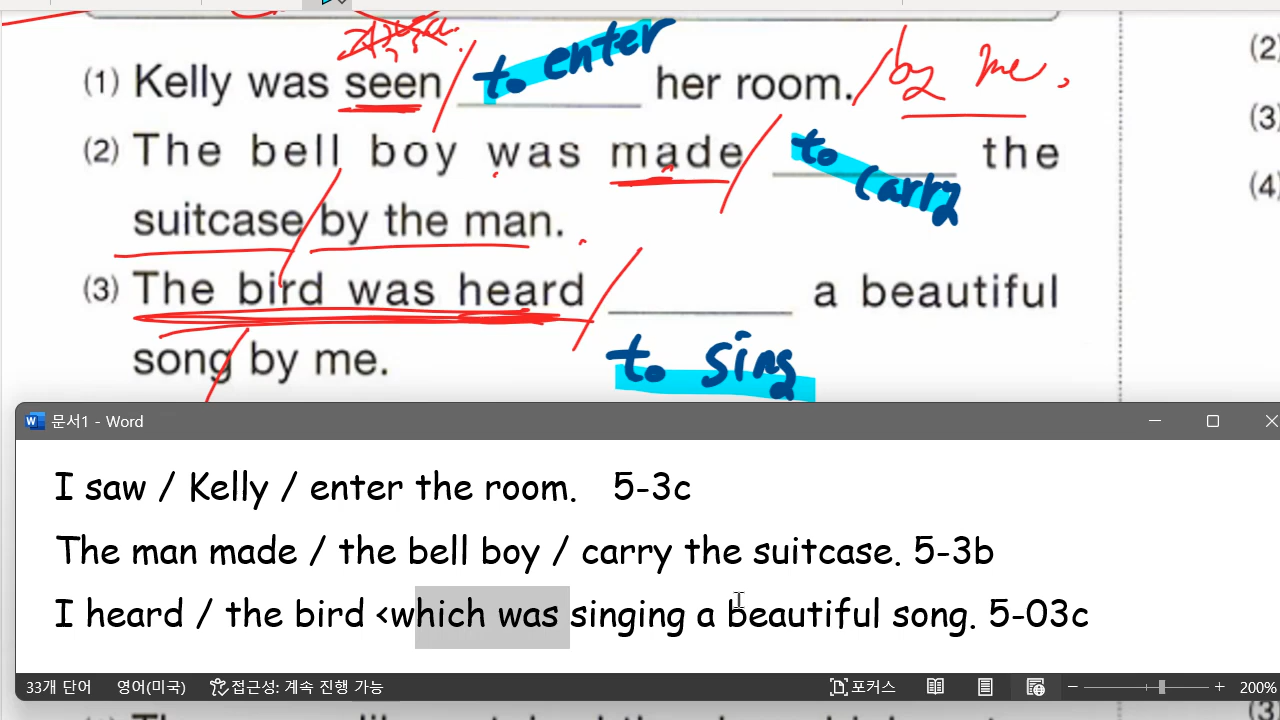 (1) Kelly was seen to enter her room. by me.
(2) The bell boy was made to carry the
suitcase by the man.
(3) The bird was heard to sing a beautiful
song by me.
(2)
(3)
(4)
문서1 - Word
I saw / Kelly / enter the room. 5-3c
The man made / the bell boy / carry the suitcase. 5-3b
I heard / the bird <which was singing a beautiful song. 5-03c
33개 단어 영어(미국) 접근성: 계속 진행 가능 포커스 200%